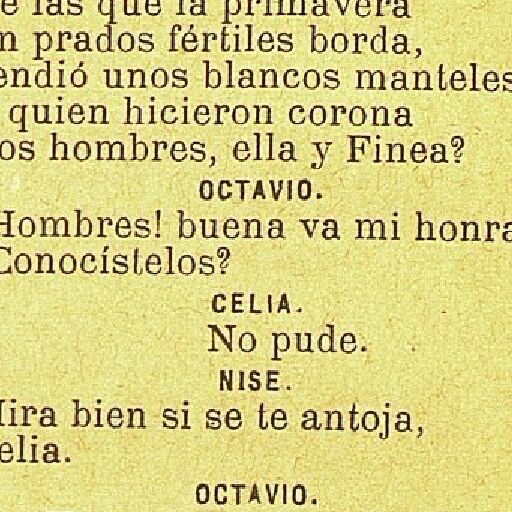 e las que la primavera
n prados fértiles borda,
endió unos blancos manteles
quien hicieron corona
os hombres, ella y Finea?
OCTAVIO.
Hombres! buena va mi honra
Conocístelos?
CELIA.
No pude.
NISE.
Mira bien si se te antoja,
elia.
OCTAVIO.